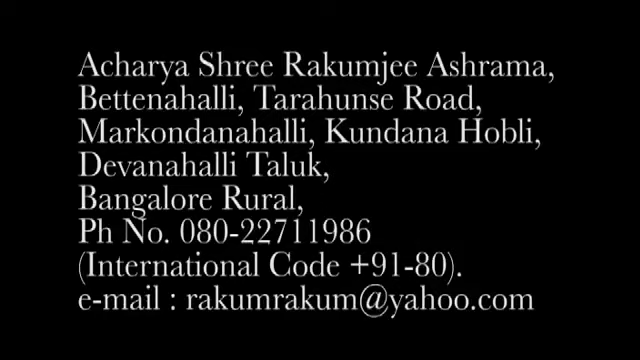 Acharya Shree Rakumjee Ashrama,
Bettenahalli, Tarahunse Road,
Markondanahalli, Kundana Hobli,
Devanahalli Taluk,
Bangalore Rural,
Ph No. 080-22711986
(International Code +91-80).
e-mail : rakumrakum@yahoo.com